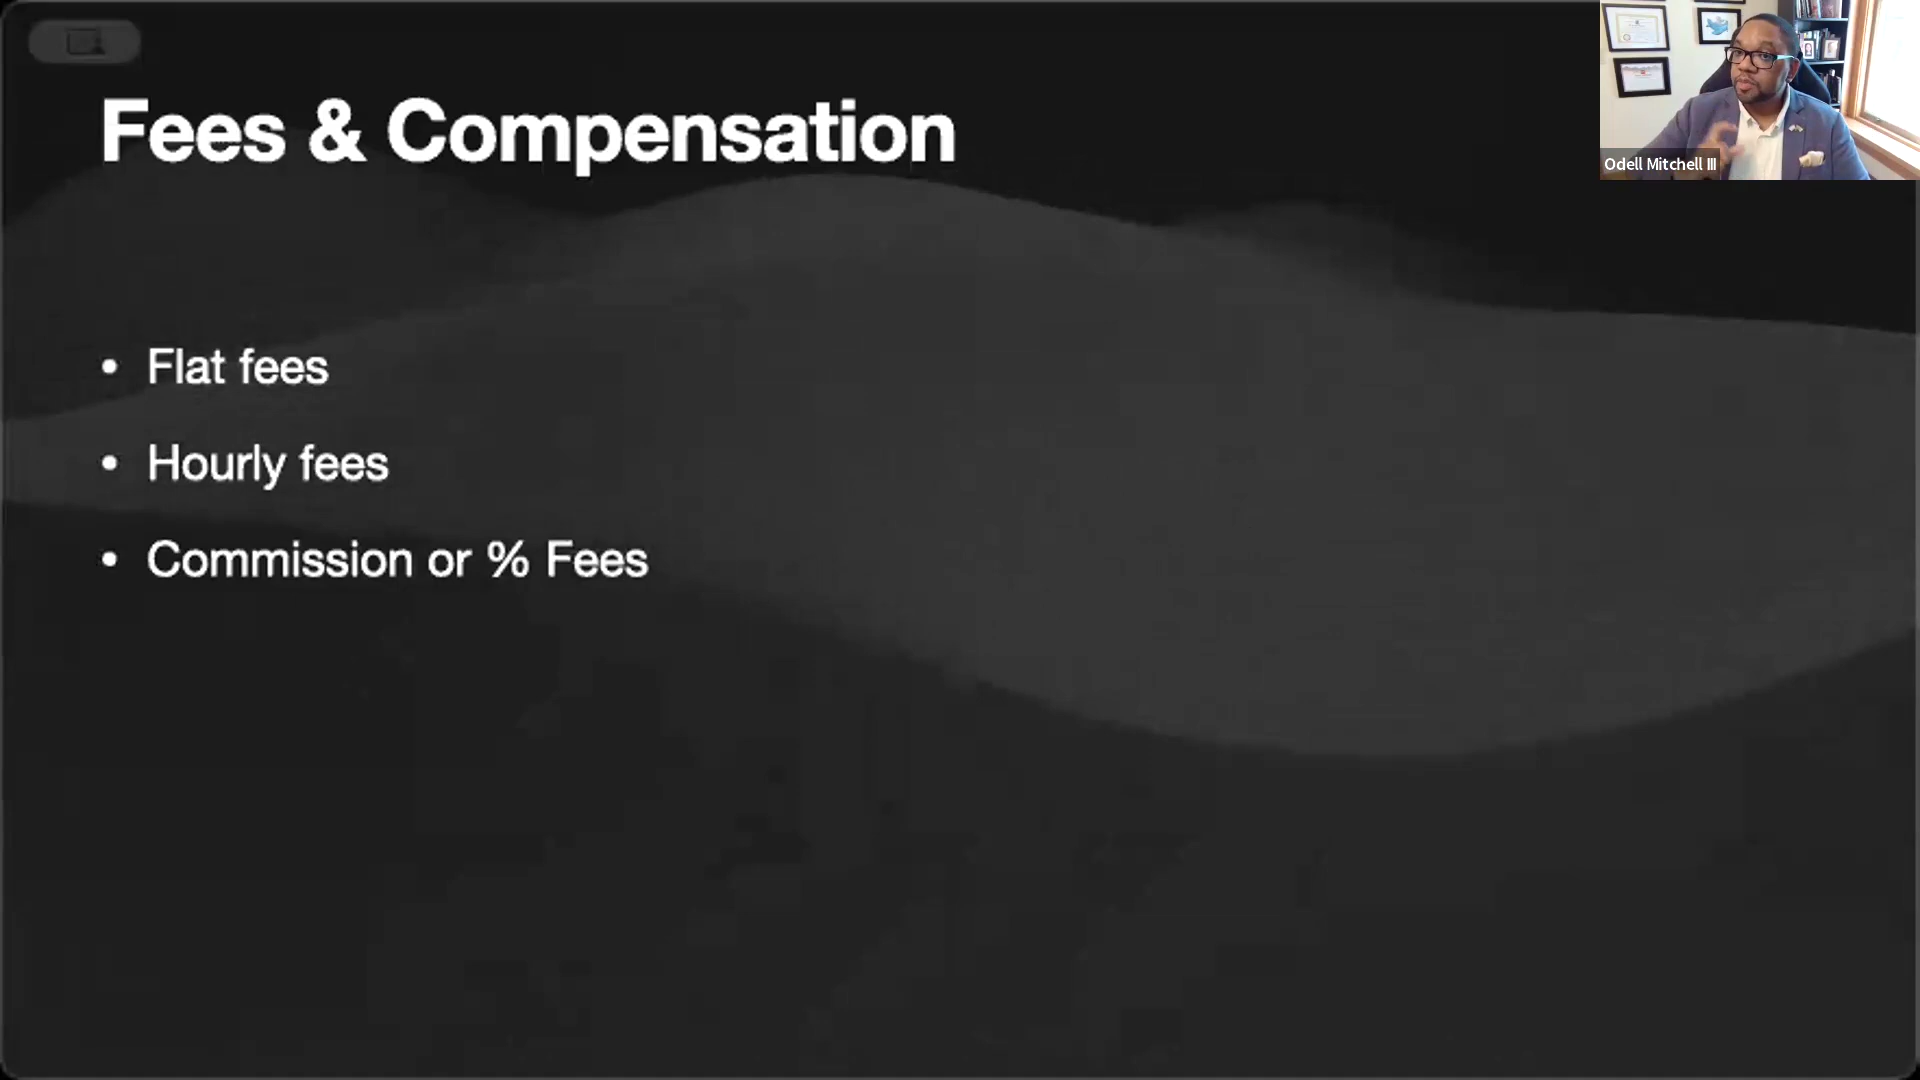 Fees & Compensation
Odell Mitchell III
• Flat fees
• Hourly fees
• Commission or % Fees